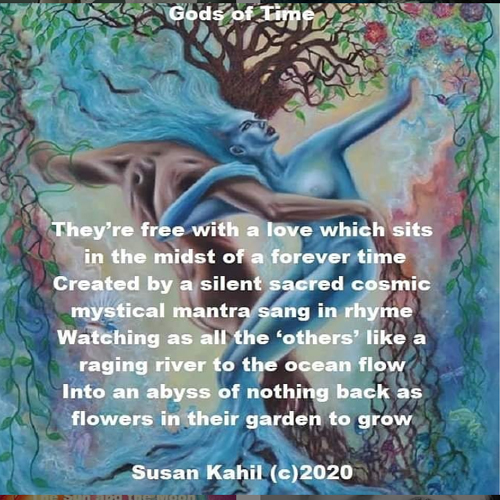 Gods of Time
They're free with a love which sits
in the midst of a forever time
Created by a silent sacred cosmic
mystical mantra sang in rhyme
Watching as all the ‘others’ like a
raging river to the ocean flow
Into an abyss of nothing back as
flowers in their garden to grow
Susan Kahil (c)2020